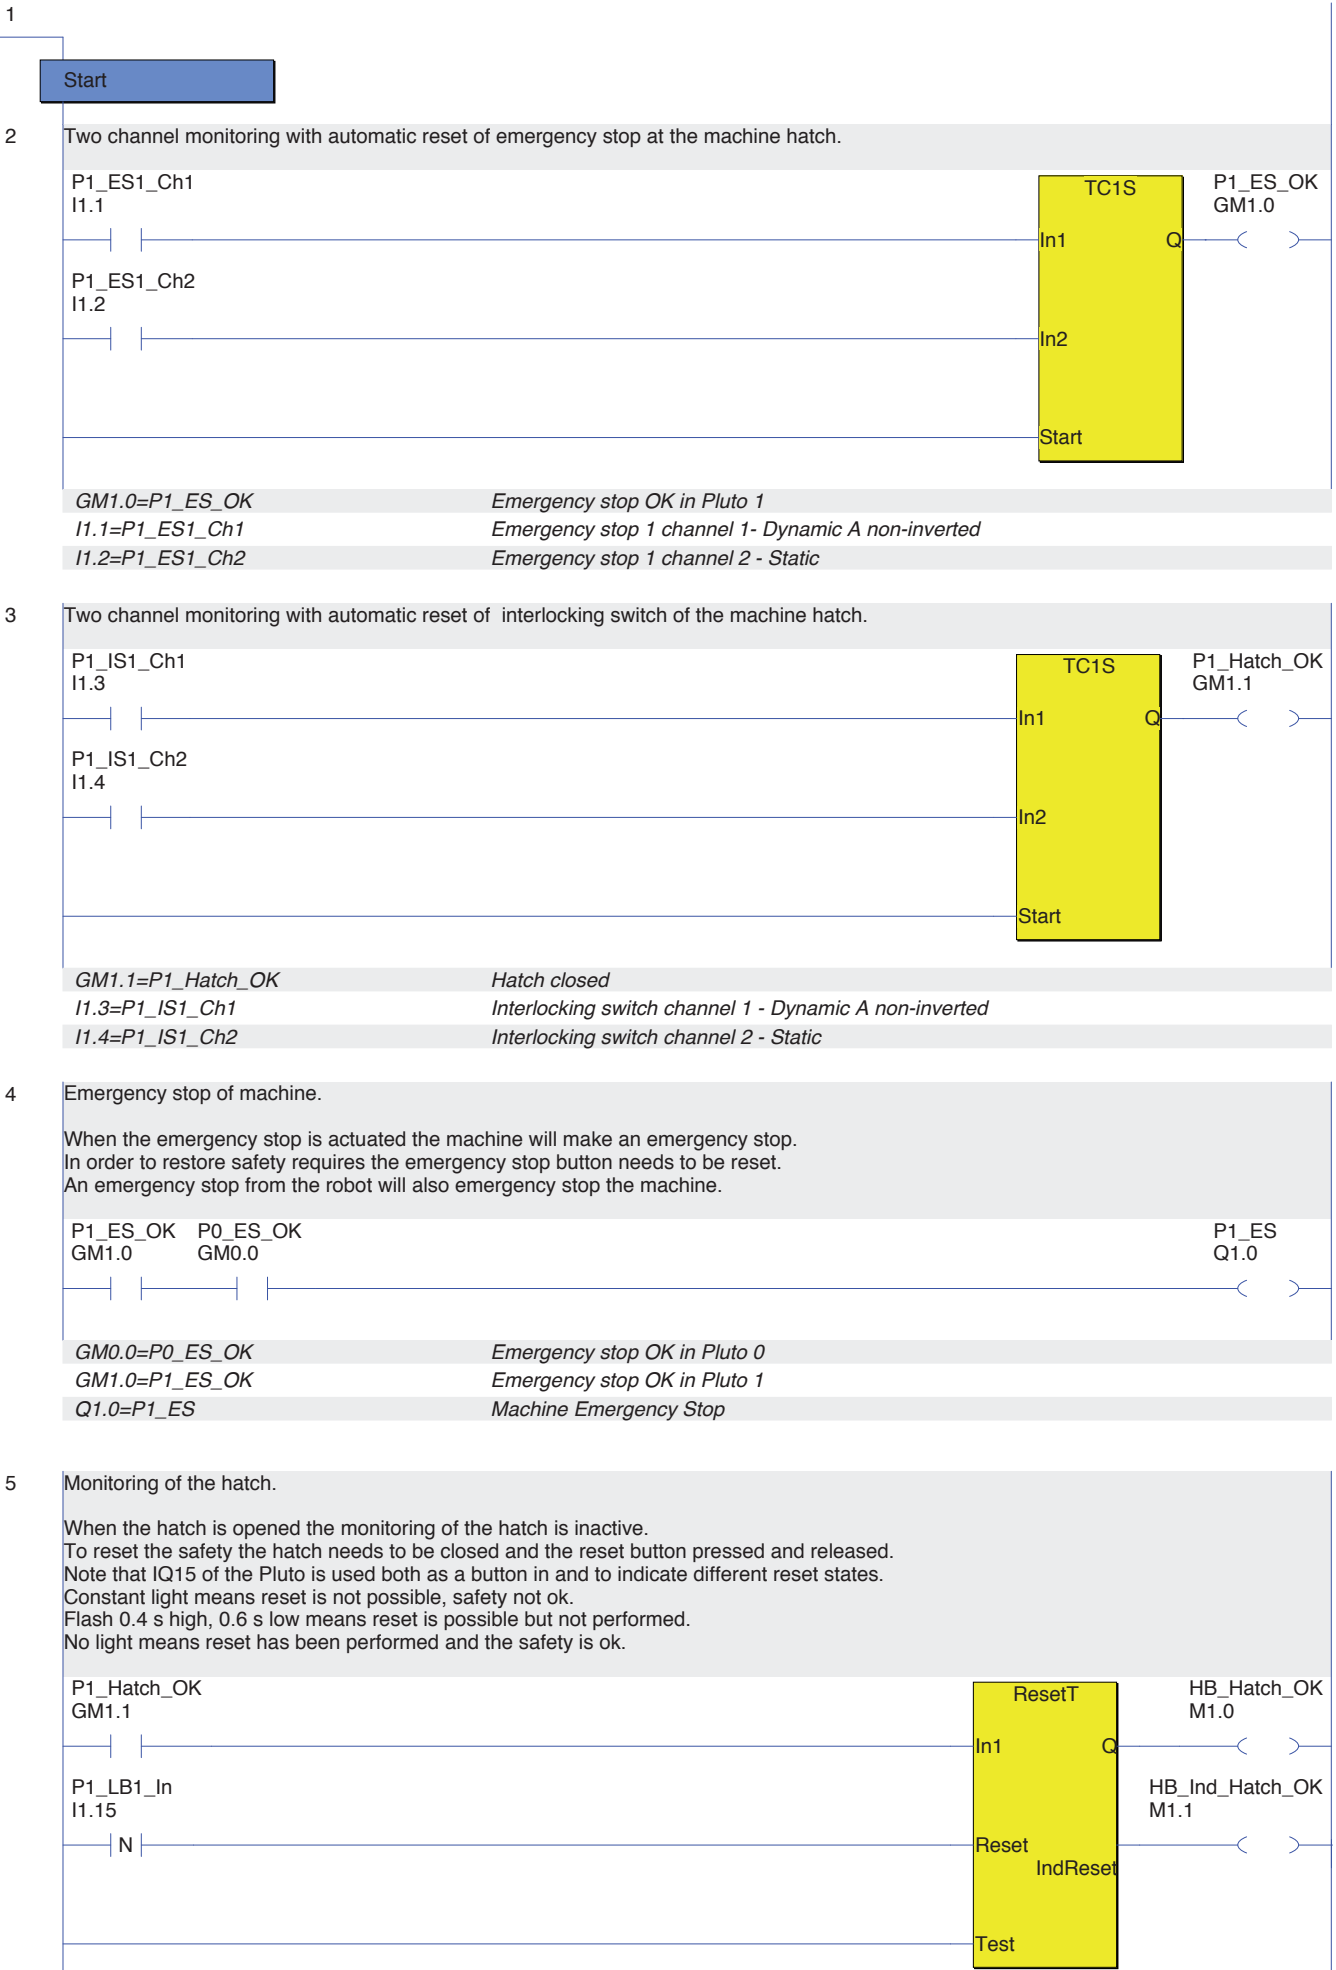 1
Start
2 Two channel monitoring with automatic reset of emergency stop at the machine hatch.
P1_ES1_Ch1 TC1S P1_ES_OK
I1.1 GM1.0
In1 Q
P1_ES1_Ch2
I1.2
In2
Start
GM1.0=P1_ES_OK Emergency stop OK in Pluto 1
I1.1=P1_ES1_Ch1 Emergency stop 1 channel 1- Dynamic A non-inverted
I1.2=P1_ES1_Ch2 Emergency stop 1 channel 2 - Static
3 Two channel monitoring with automatic reset of interlocking switch of the machine hatch.
P1_IS1_Ch1 TC1S P1_Hatch_OK
I1.3 GM1.1
In1 Q
P1_IS1_Ch2
I1.4
In2
Start
GM1.1=P1_Hatch_OK Hatch closed
I1.3=P1_IS1_Ch1 Interlocking switch channel 1 - Dynamic A non-inverted
I1.4=P1_IS1_Ch2 Interlocking switch channel 2 - Static
4 Emergency stop of machine.
When the emergency stop is actuated the machine will make an emergency stop.
In order to restore safety requires the emergency stop button needs to be reset.
An emergency stop from the robot will also emergency stop the machine.
P1_ES_OK P0_ES_OK P1_ES
GM1.0 GM0.0 Q1.0
GM0.0=P0_ES_OK Emergency stop OK in Pluto 0
GM1.0=P1_ES_OK Emergency stop OK in Pluto 1
Q1.0=P1_ES Machine Emergency Stop
5 Monitoring of the hatch.
When the hatch is opened the monitoring of the hatch is inactive.
To reset the safety the hatch needs to be closed and the reset button pressed and released.
Note that IQ15 of the Pluto is used both as a button in and to indicate different reset states.
Constant light means reset is not possible, safety not ok.
Flash 0.4 s high, 0.6 s low means reset is possible but not performed.
No light means reset has been performed and the safety is ok.
P1_Hatch_OK ResetT HB_Hatch_OK
GM1.1 M1.0
In1 Q
P1_LB1_In HB_Ind_Hatch_OK
I1.15 M1.1
N Reset
IndReset
Test